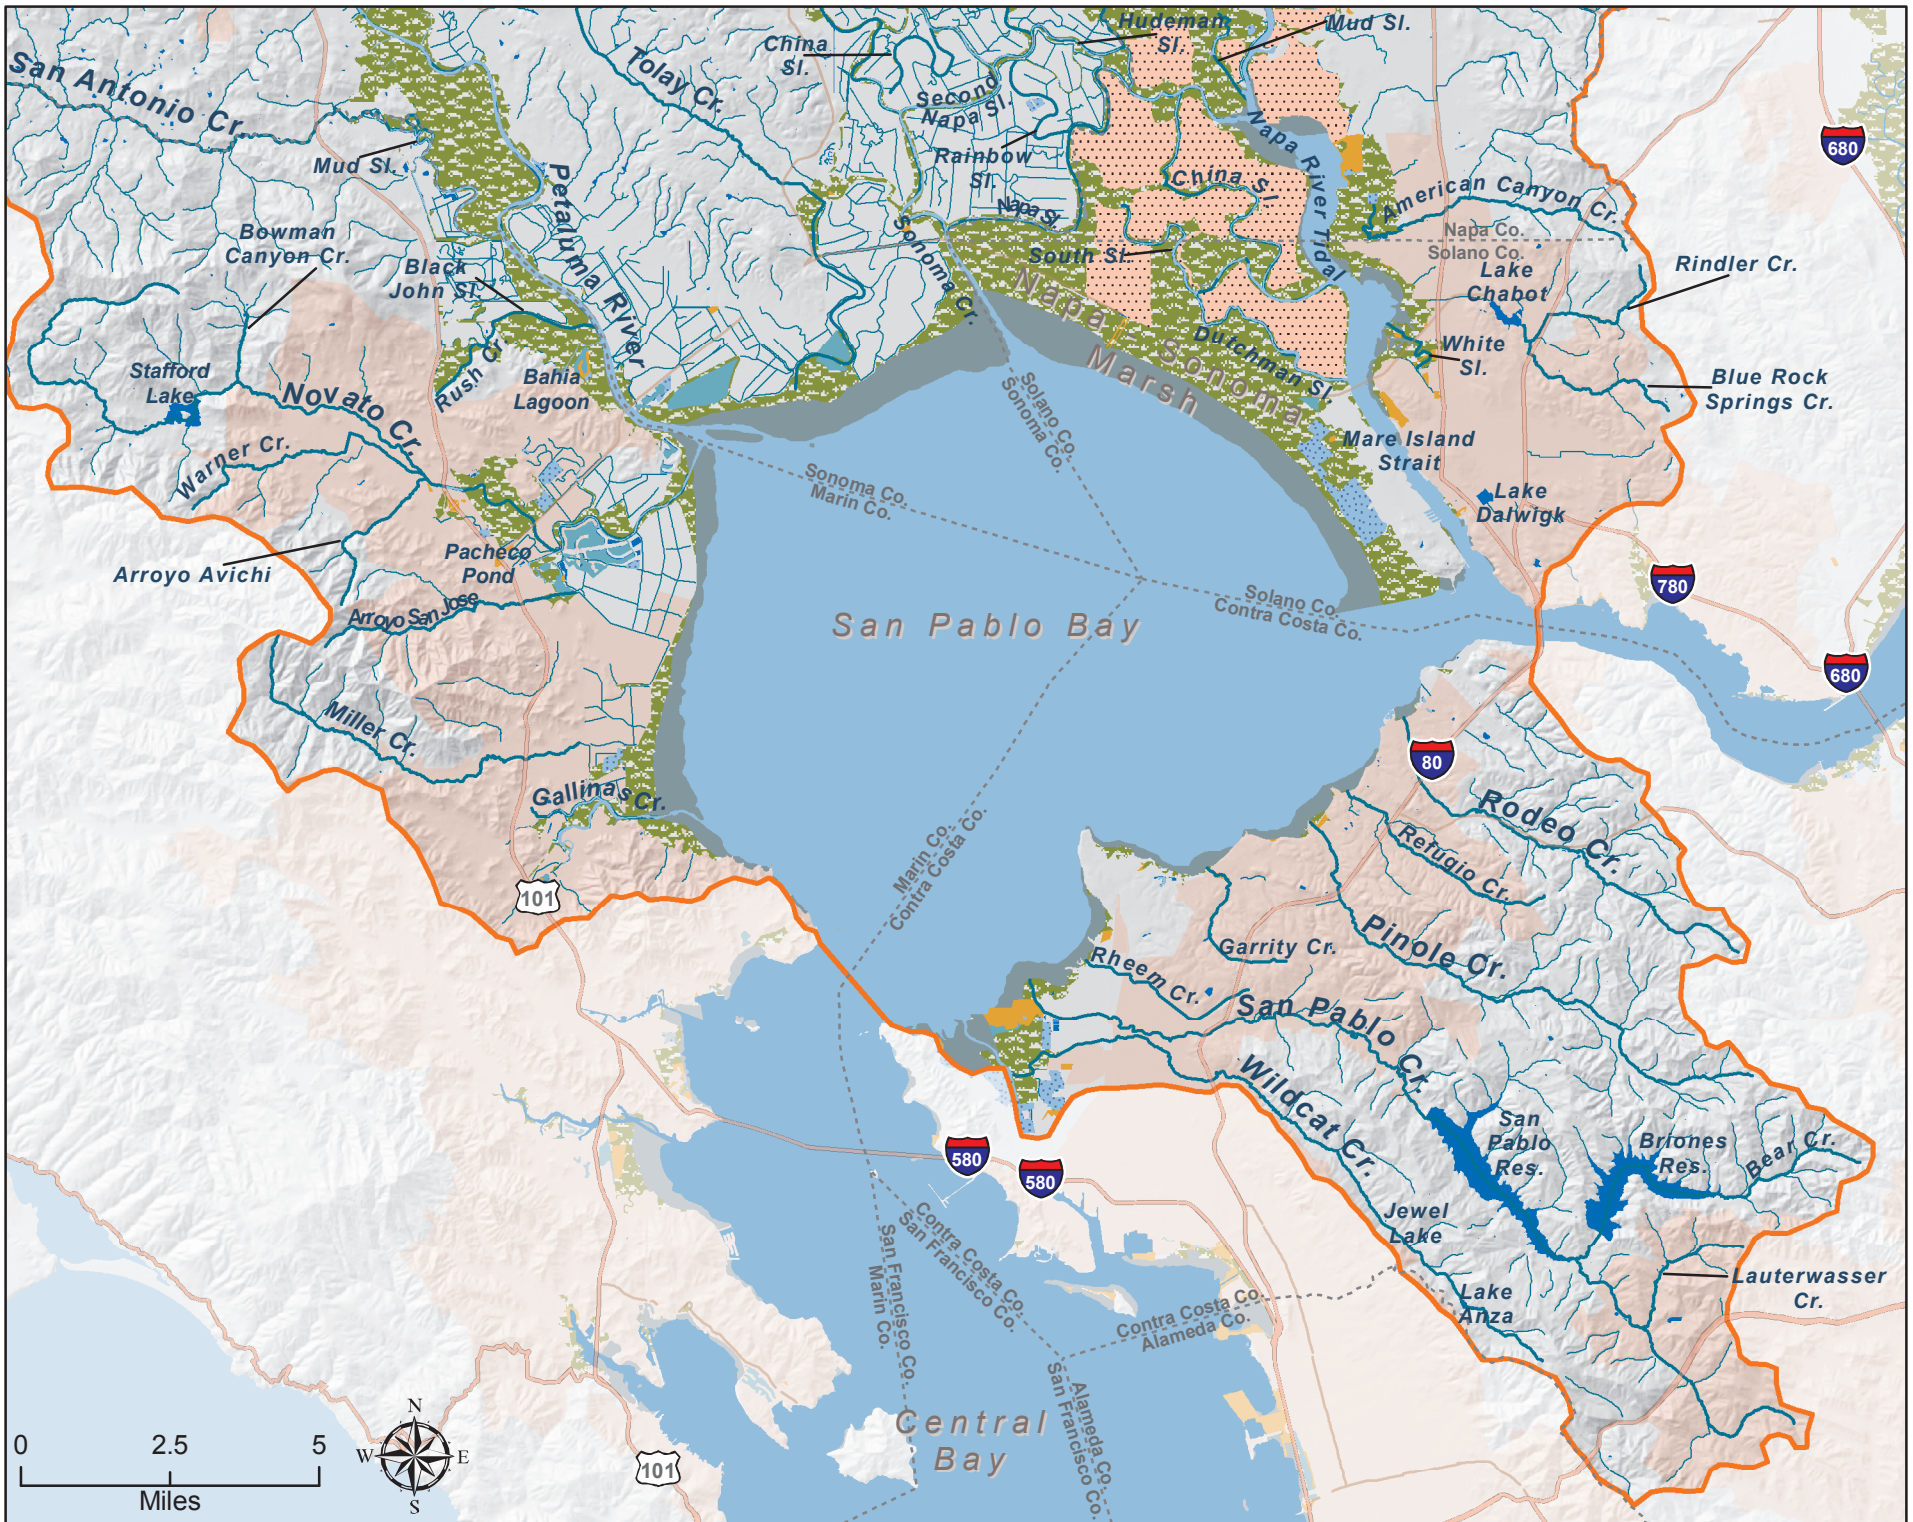 China
Sl.
Hudeman
Sl.
Mud Sl.
680
San Antonio Cr.
Tolay Cr.
Second
Napa Sl.
Mud Sl.
Petaluma River
Rainbow
Sl.
China Sl
Napa River Tidal
American Canyon Cr.
Napa Sl.
Sonoma Cr.
South Sl.
Napa Co.
Solano Co.
Bowman
Canyon Cr.
Black
John Sl.
Napa Sonoma
Marsh
Lake
Chabot
Rindler Cr.
Stafford
Lake
Rush Cr.
Bahia
Lagoon
Dutchman Sl.
White
Sl.
Blue Rock
Springs Cr.
Novato Cr.
Warner Cr.
Solano Co.
Sonoma Co.
Mare Island
Strait
Sonoma Co.
Marin Co.
Lake
Dalwigk
Arroyo Avichi
Pacheco
Pond
780
Arroyo San Jose
San Pablo Bay
Solano Co.
Contra Costa Co.
680
Miller Cr.
80
Gallinas Cr.
Marin Co.
Contra Costa Co.
Rodeo Cr.
Refugio Cr.
101
Pinole Cr.
Garrity Cr.
Rheem Cr.
San Pablo Cr.
Wildcat Cr.
San
Pablo
Res.
Briones
Res.
Bear Cr.
580
580
Jewel
Lake
Contra Costa Co.
San Francisco Co.
San Francisco Co.
Marin Co.
Lauterwasser
Cr.
Lake
Anza
Contra Costa Co.
Alameda Co.
Alameda Co.
San Francisco Co.
Central
Bay
101
0 2.5 5
Miles
N
W E
S